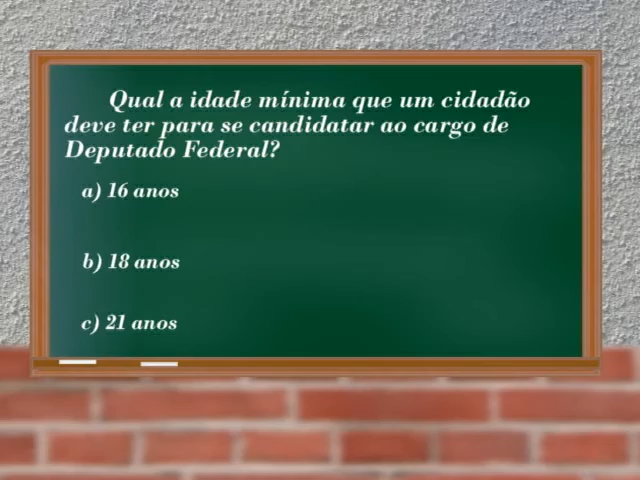 Qual a idade mínima que um cidadão
deve ter para se candidatar ao cargo de
Deputado Federal?
a) 16 anos
b) 18 anos
c) 21 anos